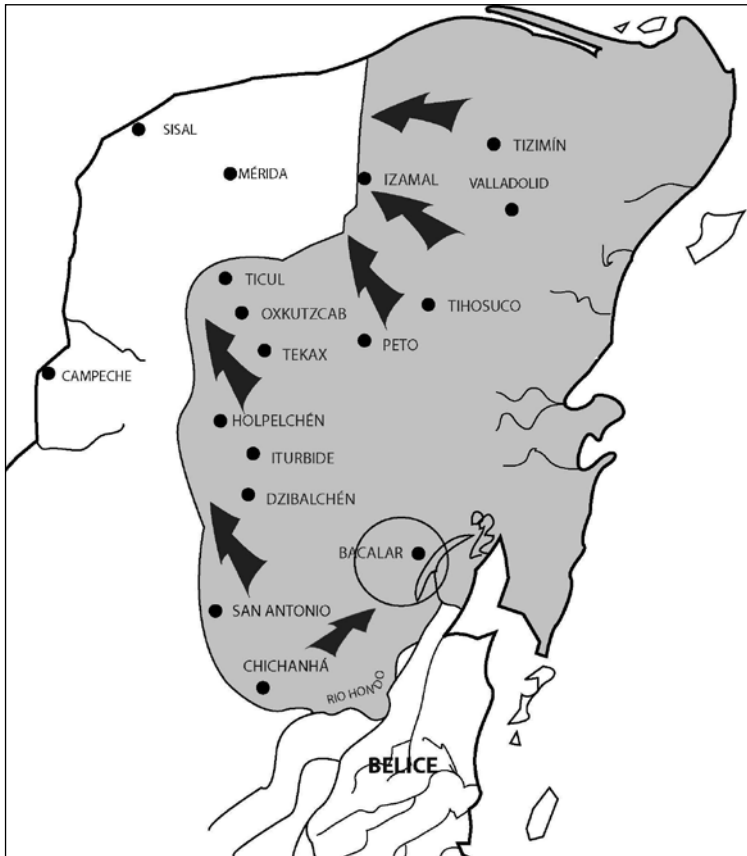 SISAL
TIZIMÍN
MÉRIDA
IZAMAL
VALLADOLID
TICUL
OXKUTZCAB
TIHOSUCO
TEKAX
PETO
CAMPECHE
HOLPELCHÉN
ITURBIDE
DZIBALCHÉN
BACALAR
SAN ANTONIO
CHICHANHÁ
RIO HONDO
BELICE